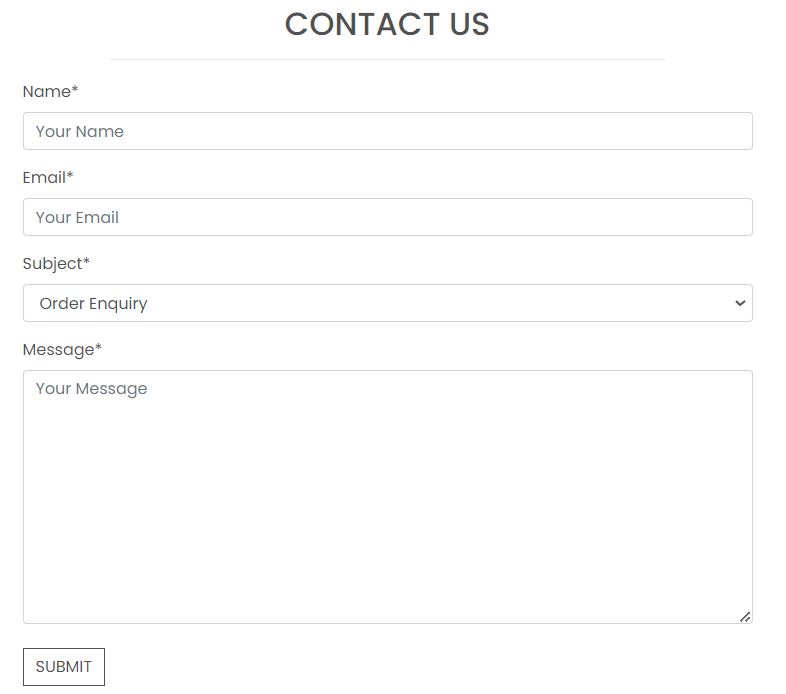 CONTACT US
Name*
Your Name
Email*
Your Email
Subject*
Order Enquiry
Message*
Your Message
SUBMIT